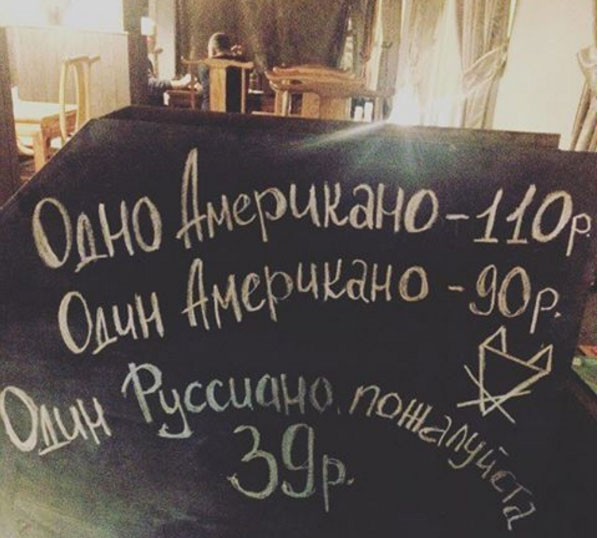 Одно Американо - 110р.
Один Американо - 90р.
Один Руссиано, пожалуйста
39р.